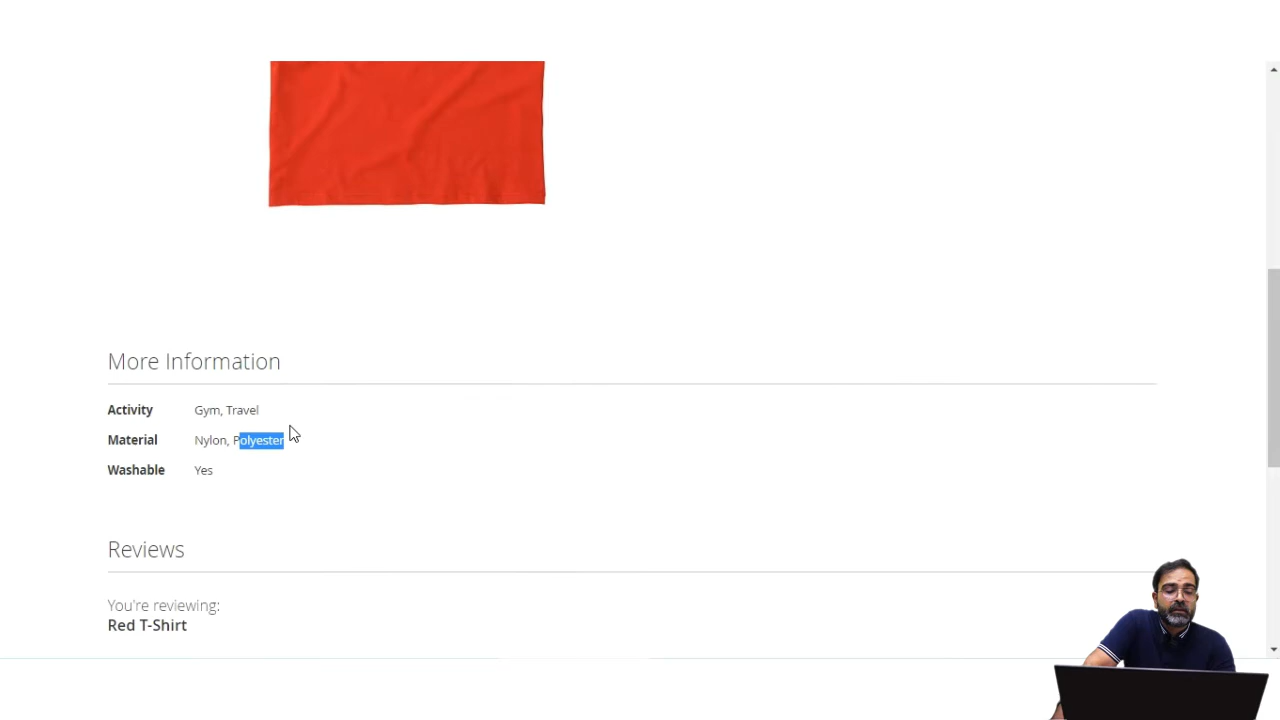 More Information
Activity Gym, Travel
Material Nylon, Polyester
Washable Yes
Reviews
You're reviewing:
Red T-Shirt